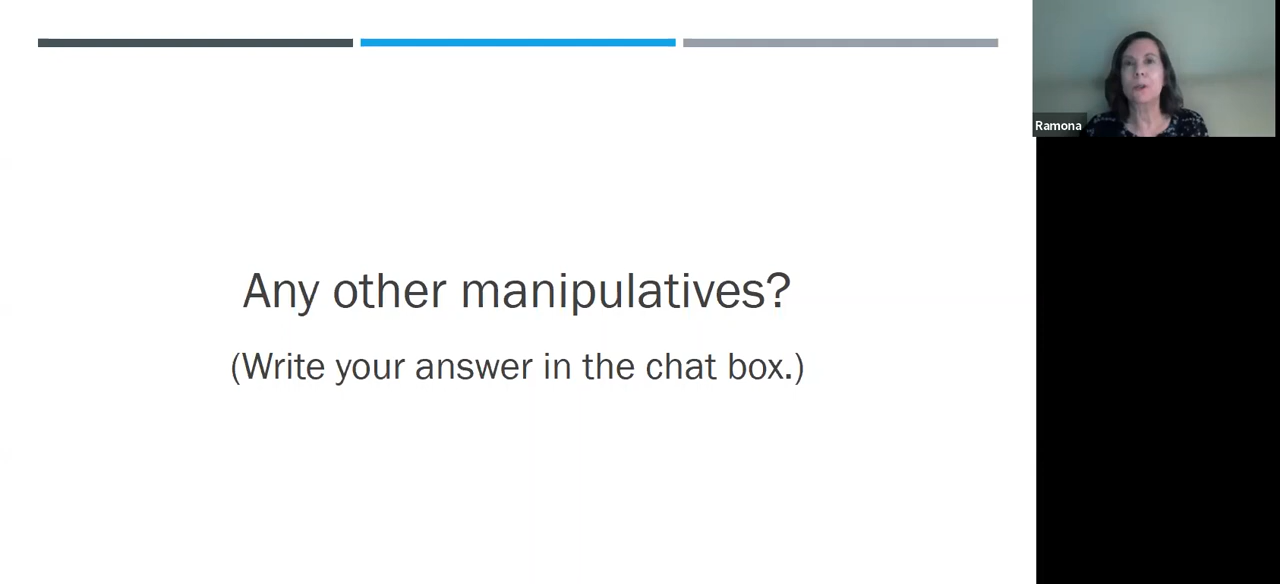 Any other manipulatives?
(Write your answer in the chat box.)
Ramona